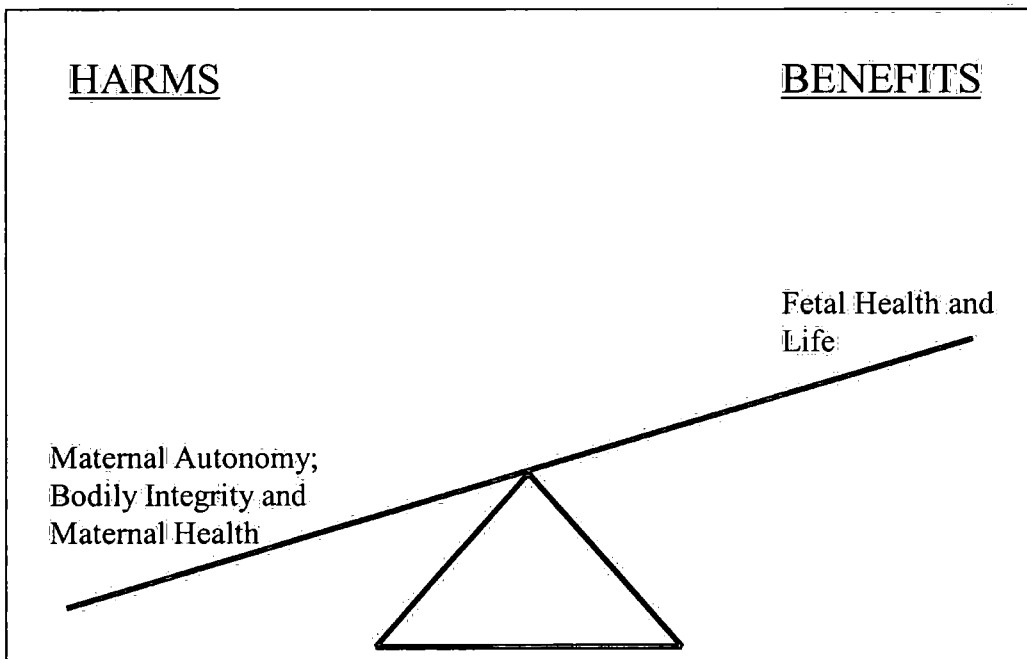 HARMS
BENEFITS
Fetal Health and
Life
Maternal Autonomy;
Bodily Integrity and
Maternal Health